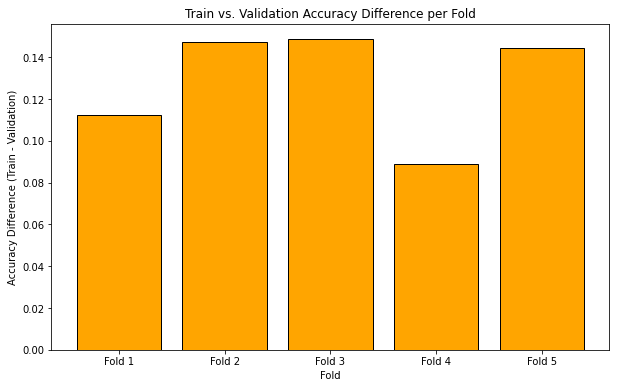 Train vs. Validation Accuracy Difference per Fold
Accuracy Difference (Train - Validation)
0.14
0.12
0.10
0.08
0.06
0.04
0.02
0.00
Fold 1 Fold 2 Fold 3 Fold 4 Fold 5
Fold